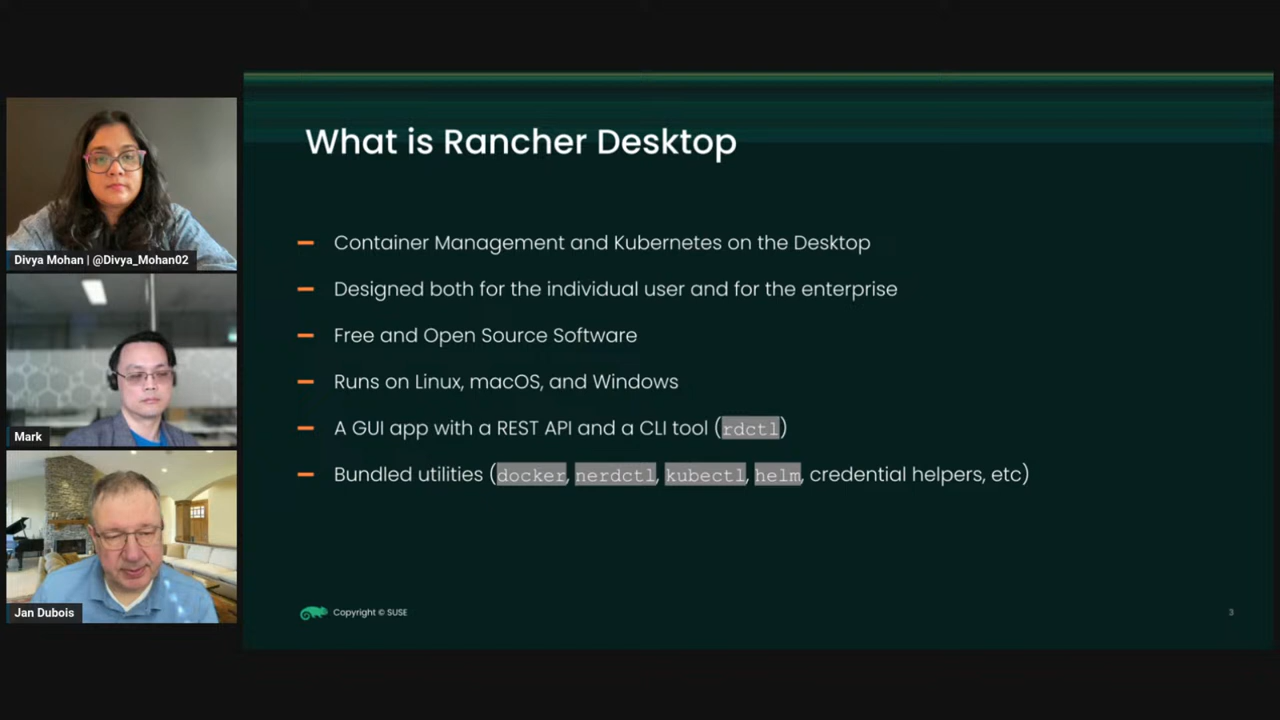 Divya Mohan | @Divya_Mohan02
Mark
Jan Dubois
What is Rancher Desktop
Container Management and Kubernetes on the Desktop
Designed both for the individual user and for the enterprise
Free and Open Source Software
Runs on Linux, macOS, and Windows
A GUI app with a REST API and a CLI tool (rdctl)
Bundled utilities (docker, nerdctl, kubectl, helm, credential helpers, etc)
Copyright © SUSE
3